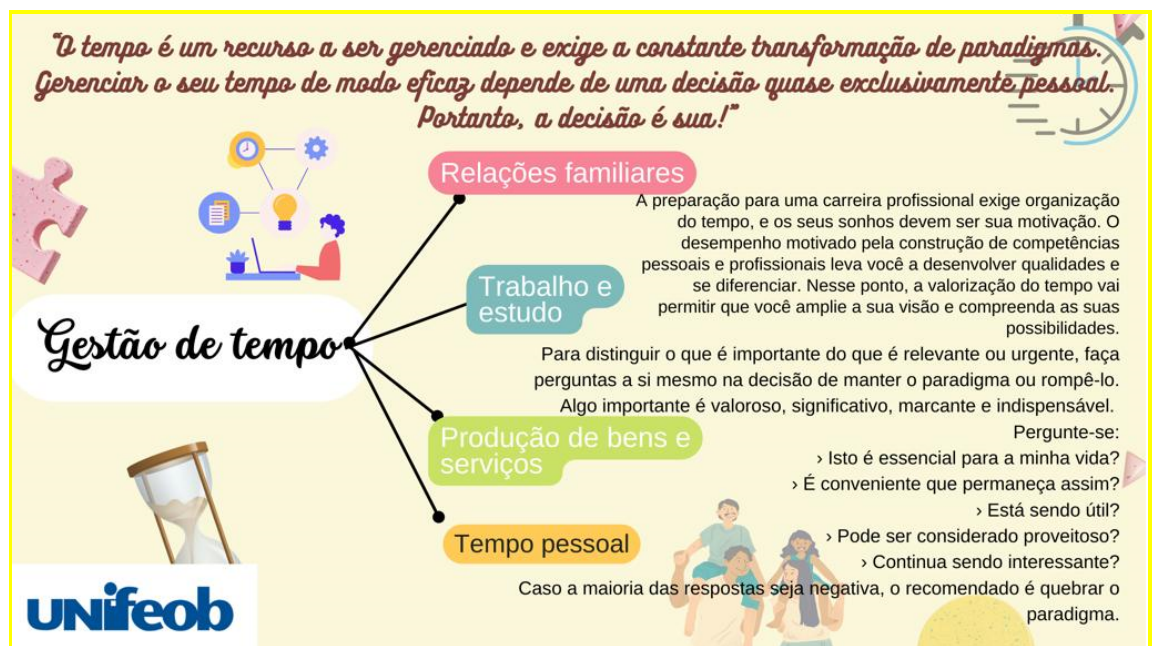 “O tempo é um recurso a ser gerenciado e exige a constante transformação de paradigmas.
Gerenciar o seu tempo de modo eficaz depende de uma decisão quase exclusivamente pessoal.
Portanto, a decisão é sua!”
Relações familiares
A preparação para uma carreira profissional exige organização
do tempo, e os seus sonhos devem ser sua motivação. O
desempenho motivado pela construção de competências
pessoais e profissionais leva você a desenvolver qualidades e
se diferenciar. Nesse ponto, a valorização do tempo vai
permitir que você amplie a sua visão e compreenda as suas
possibilidades.
Trabalho e
estudo
Gestão de tempo
Para distinguir o que é importante do que é relevante ou urgente, faça
perguntas a si mesmo na decisão de manter o paradigma ou rompê-lo.
Algo importante é valoroso, significativo, marcante e indispensável.
Produção de bens e
serviços
Pergunte-se:
› Isto é essencial para a minha vida?
› É conveniente que permaneça assim?
› Está sendo útil?
› Pode ser considerado proveitoso?
› Continua sendo interessante?
Tempo pessoal
Caso a maioria das respostas seja negativa, o recomendado é quebrar o
paradigma.
UNifeob